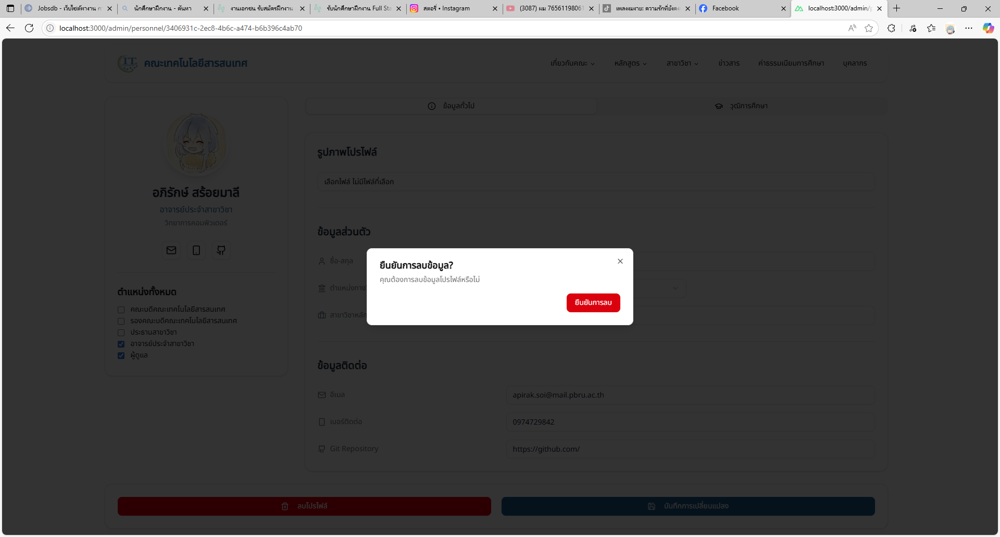 Jobsdb - เว็บไซต์หางาน
นักศึกษาฝึกงาน - ค้นหา
งานเอกชน รับสมัครฝึกงาน
รับนักศึกษาฝึกงาน Full Sta
สตอรี่ • Instagram
(3087) ผม 76561198061
เพลงงมงาย: ความรักที่ยังคง
Facebook
localhost:3000/admin/p
localhost:3000/admin/personnel/3406931c-2ec8-4b6c-a474-b6b396c4ab70
IT
คณะเทคโนโลยีสารสนเทศ
เกี่ยวกับคณะ
หลักสูตร
สาขาวิชา
ข่าวสาร
ค่าธรรมเนียมการศึกษา
บุคลากร
อภิรักษ์ สร้อยมาลี
อาจารย์ประจำสาขาวิชา
วิทยาการคอมพิวเตอร์
ตำแหน่งทั้งหมด
คณะบดีคณะเทคโนโลยีสารสนเทศ
รองคณะบดีคณะเทคโนโลยีสารสนเทศ
ประธานสาขาวิชา
อาจารย์ประจำสาขาวิชา
ผู้ดูแล
ข้อมูลทั่วไป
วุฒิการศึกษา
รูปภาพโปรไฟล์
เลือกไฟล์ ไม่มีไฟล์ที่เลือก
ข้อมูลส่วนตัว
ชื่อ-สกุล
ตำแหน่งทาง
สาขาวิชาหลัก
ยืนยันการลบข้อมูล?
คุณต้องการลบข้อมูลโปรไฟล์หรือไม่
ยืนยันการลบ
ข้อมูลติดต่อ
อีเมล
apirak.soi@mail.pbru.ac.th
เบอร์ติดต่อ
0974729842
Git Repository
https://github.com/
ลบโปรไฟล์
บันทึกการเปลี่ยนแปลง